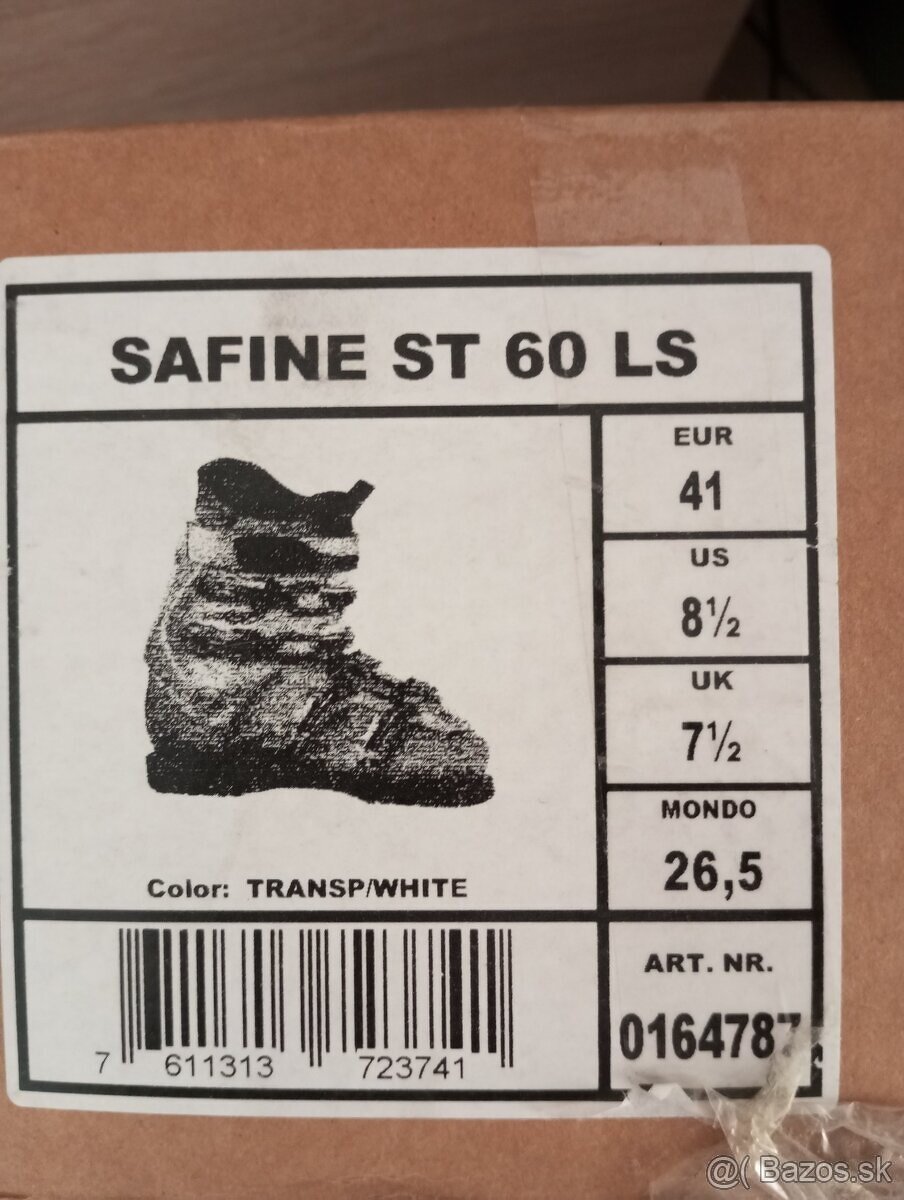 SAFINE ST 60 LS
EUR
41
US
8½
UK
7½
MONDO
26,5
Color: TRANSP/WHITE
7 611313 723741
ART. NR.
0164787
@( Bazos.sk